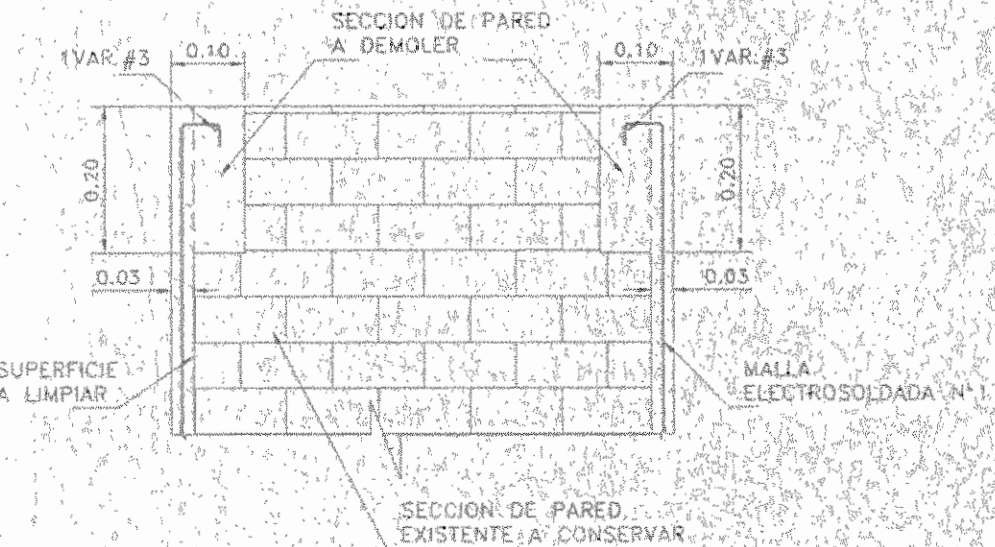 SECCION DE PARED
A DEMOLER
1VAR. #3
0.10
0.10
1VAR. #3
0.20
0.20
0.03
0.03
SUPERFICIE
A LIMPIAR
MALLA
ELECTROSOLDADA N°1
SECCION DE PARED
EXISTENTE A CONSERVAR